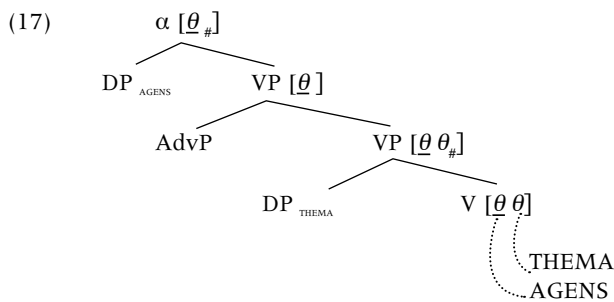 (17) α [θ̲ #]
DP AGENS VP [θ̲]
AdvP VP [θ̲ θ#]
DP THEMA V [θ̲ θ]
THEMA
AGENS